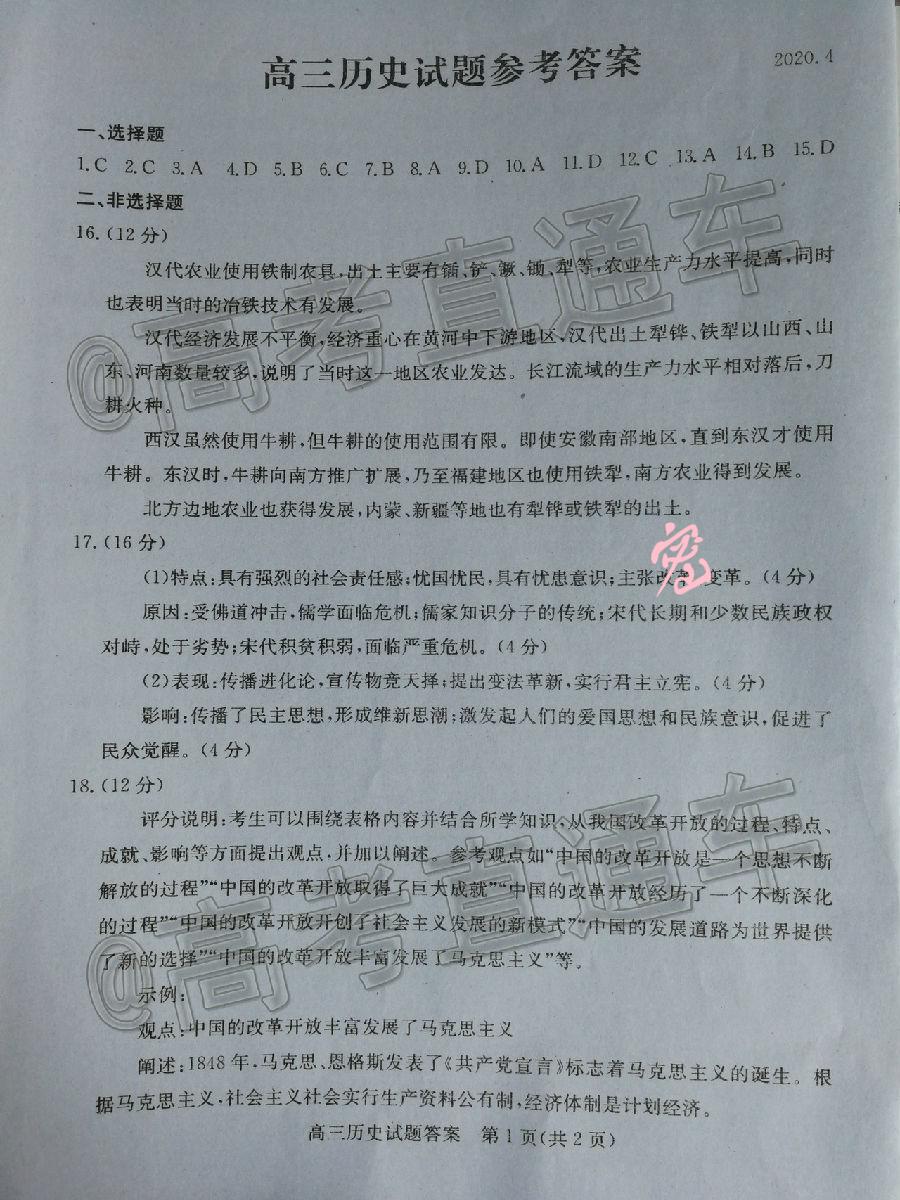 高三历史试题参考答案
2020.4
一、选择题
1.C 2.C 3.A 4.D 5.B 6.C 7.B 8.A 9.D 10.A 11.D 12.C 13.A 14.B 15.D
二、非选择题
16.(12分)
汉代农业使用铁制农具,出土主要有锸、铲、镢、锄、犁等,农业生产力水平提高,同时
也表明当时的冶铁技术有发展。
汉代经济发展不平衡,经济重心在黄河中下游地区,汉代出土犁铧、铁犁以山西、山
东、河南数量较多,说明了当时这一地区农业发达。长江流域的生产力水平相对落后,刀
耕火种。
西汉虽然使用牛耕,但牛耕的使用范围有限。即使安徽南部地区,直到东汉才使用
牛耕。东汉时,牛耕向南方推广扩展,乃至福建地区也使用铁犁,南方农业得到发展。
北方边地农业也获得发展,内蒙、新疆等地也有犁铧或铁犁的出土。
17.(16分)
(1)特点:具有强烈的社会责任感;忧国忧民,具有忧患意识;主张改革、变革。(4分)
原因:受佛道冲击,儒学面临危机;儒家知识分子的传统;宋代长期和少数民族政权
对峙,处于劣势;宋代积贫积弱,面临严重危机。(4分)
(2)表现:传播进化论,宣传物竞天择;提出变法革新,实行君主立宪。(4分)
影响:传播了民主思想,形成维新思潮;激发起人们的爱国思想和民族意识,促进了
民众觉醒。(4分)
18.(12分)
评分说明:考生可以围绕表格内容并结合所学知识,从我国改革开放的过程、特点、
成就、影响等方面提出观点,并加以阐述。参考观点如“中国的改革开放是一个思想不断
解放的过程”“中国的改革开放取得了巨大成就”“中国的改革开放经历了一个不断深化
的过程”“中国的改革开放开创了社会主义发展的新模式”“中国的发展道路为世界提供
了新的选择”“中国的改革开放丰富发展了马克思主义”等。
示例:
观点:中国的改革开放丰富发展了马克思主义
阐述:1848年,马克思、恩格斯发表了《共产党宣言》标志着马克思主义的诞生。根
据马克思主义,社会主义社会实行生产资料公有制,经济体制是计划经济。
高三历史试题答案 第1页(共2页)
@高考直通车
@高考直通车